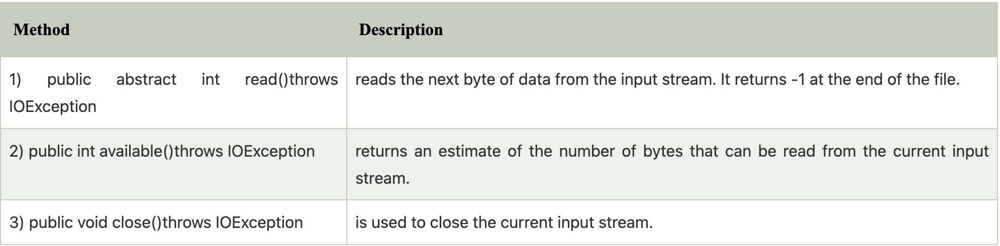 Method
Description
1) public abstract int read()throws
IOException
reads the next byte of data from the input stream. It returns -1 at the end of the file.
2) public int available()throws IOException
returns an estimate of the number of bytes that can be read from the current input
stream.
3) public void close()throws IOException
is used to close the current input stream.